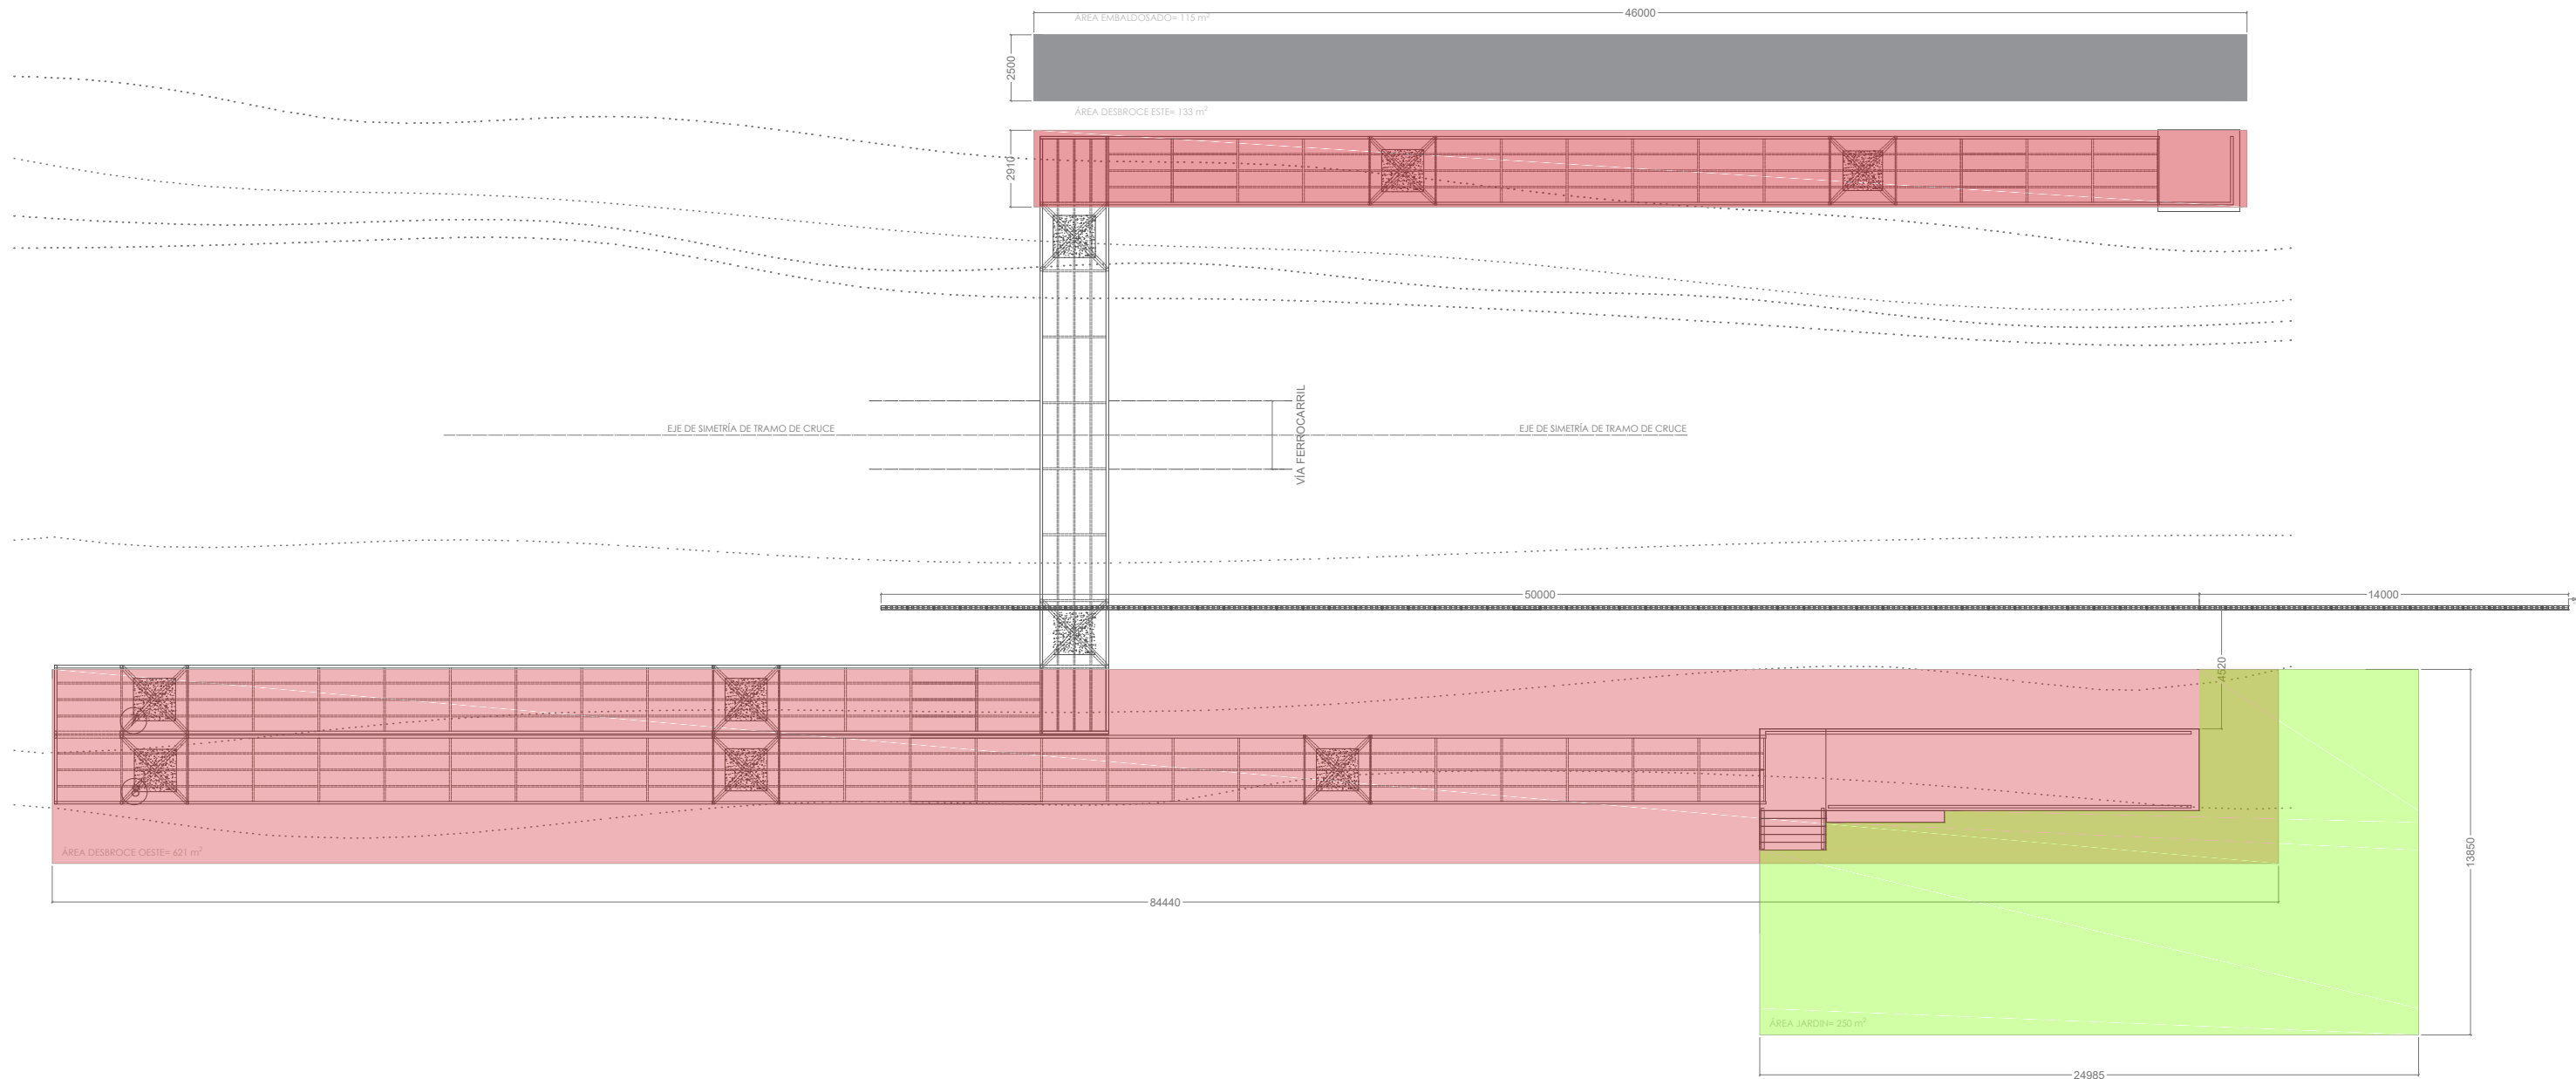 ÁREA EMBALDOSADO= 115 m²
46000
2500
ÁREA DESBROCE ESTE= 133 m²
2910
VÍA FERROCARRIL
EJE DE SIMETRÍA DE TRAMO DE CRUCE
EJE DE SIMETRÍA DE TRAMO DE CRUCE
50000
14000
4520
ÁREA DESBROCE OESTE= 621 m²
13850
84440
ÁREA JARDIN= 250 m²
24985